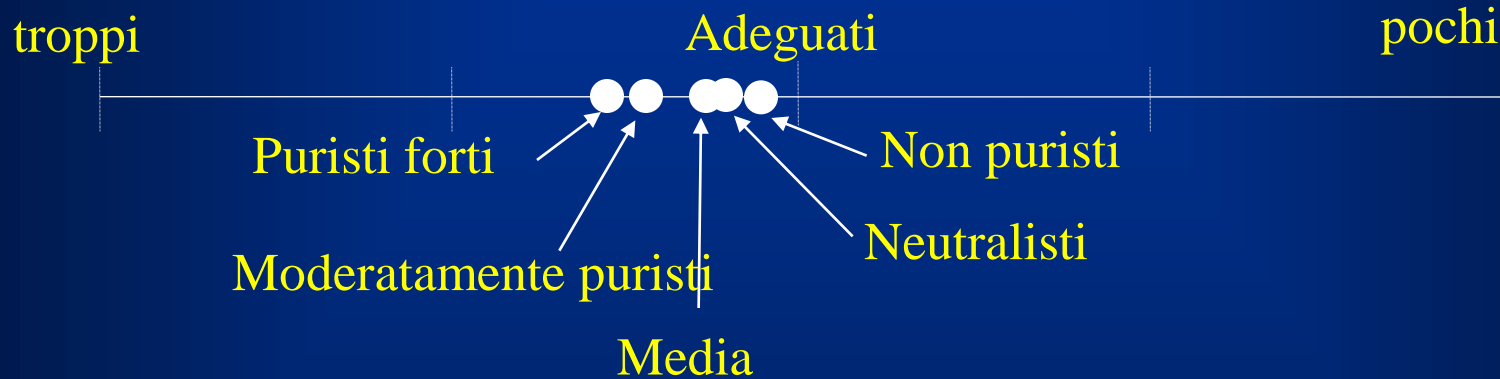 troppi
Adeguati
pochi
Puristi forti
Non puristi
Neutralisti
Moderatamente puristi
Media